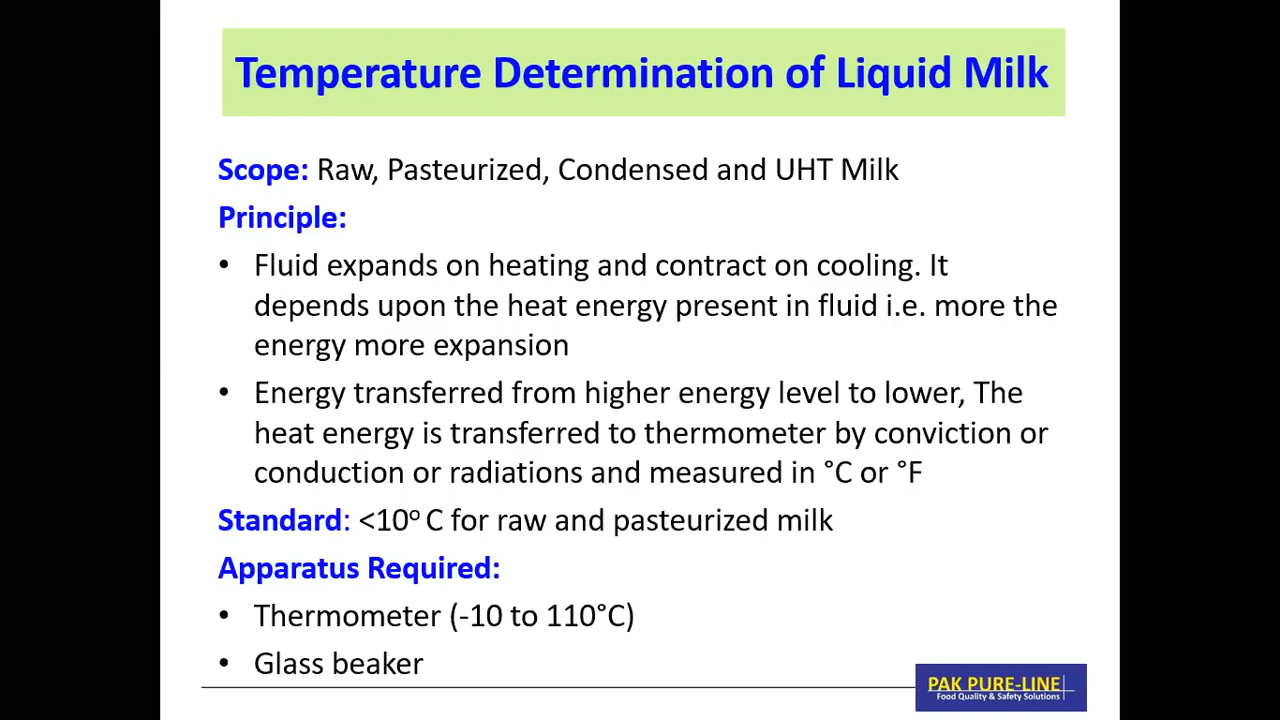 Temperature Determination of Liquid Milk
Scope: Raw, Pasteurized, Condensed and UHT Milk
Principle:
• Fluid expands on heating and contract on cooling. It
depends upon the heat energy present in fluid i.e. more the
energy more expansion
• Energy transferred from higher energy level to lower, The
heat energy is transferred to thermometer by conviction or
conduction or radiations and measured in °C or °F
Standard: <10º C for raw and pasteurized milk
Apparatus Required:
• Thermometer (-10 to 110°C)
• Glass beaker
PAK PURE-LINE
Food Quality & Safety Solutions